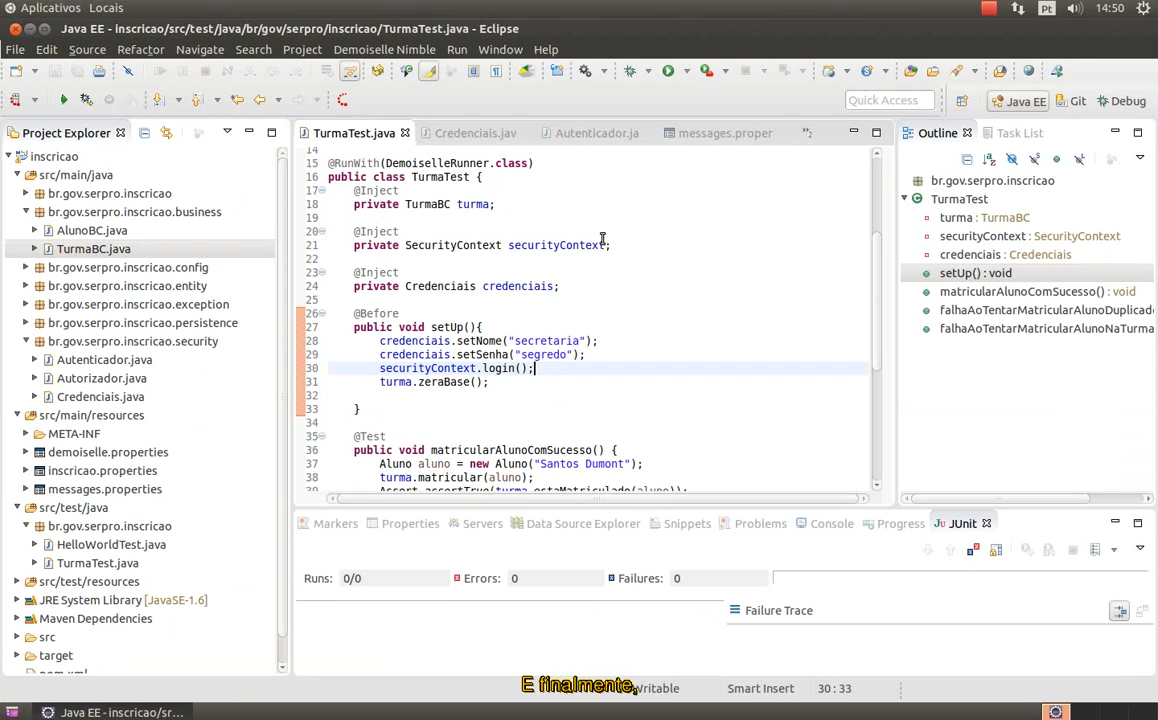 Aplicativos Locais Pt 14:50
Java EE - inscricao/src/test/java/br/gov/serpro/inscricao/TurmaTest.java - Eclipse
File Edit Source Refactor Navigate Search Project Demoiselle Nimble Run Window Help
Quick Access Java EE Git Debug
Project Explorer
inscricao
src/main/java
br.gov.serpro.inscricao
br.gov.serpro.inscricao.business
AlunoBC.java
TurmaBC.java
br.gov.serpro.inscricao.config
br.gov.serpro.inscricao.entity
br.gov.serpro.inscricao.exception
br.gov.serpro.inscricao.persistence
br.gov.serpro.inscricao.security
Autenticador.java
Autorizador.java
Credenciais.java
src/main/resources
META-INF
demoiselle.properties
inscricao.properties
messages.properties
src/test/java
br.gov.serpro.inscricao
HelloWorldTest.java
TurmaTest.java
src/test/resources
JRE System Library [JavaSE-1.6]
Maven Dependencies
src
target
TurmaTest.java Credenciais.jav Autenticador.ja messages.proper »2
14
15 @RunWith(DemoiselleRunner.class)
16 public class TurmaTest {
17 @Inject
18 private TurmaBC turma;
19
20 @Inject
21 private SecurityContext securityContext;
22
23 @Inject
24 private Credenciais credenciais;
25
26 @Before
27 public void setUp(){
28 credenciais.setNome("secretaria");
29 credenciais.setSenha("segredo");
30 securityContext.login();
31 turma.zeraBase();
32
33 }
34
35 @Test
36 public void matricularAlunoComSucesso() {
37 Aluno aluno = new Aluno("Santos Dumont");
38 turma.matricular(aluno);
39 Assert.assertTrue(turma.estaMatriculado(aluno));
Outline Task List
br.gov.serpro.inscricao
TurmaTest
turma : TurmaBC
securityContext : SecurityContext
credenciais : Credenciais
setUp() : void
matricularAlunoComSucesso() : void
falhaAoTentarMatricularAlunoDuplicad
falhaAoTentarMatricularAlunoNaTurma
Markers Properties Servers Data Source Explorer Snippets Problems Console Progress JUnit
Runs: 0/0 Errors: 0 Failures: 0
Failure Trace
E finalmente,
Writable Smart Insert 30 : 33
Java EE - inscricao/sr...